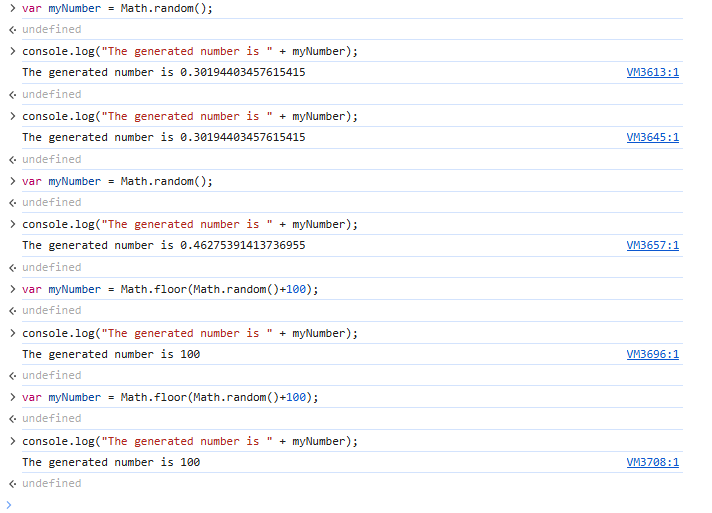 > var myNumber = Math.random();
undefined
> console.log("The generated number is " + myNumber);
The generated number is 0.30194403457615415 VM3613:1
undefined
> console.log("The generated number is " + myNumber);
The generated number is 0.30194403457615415 VM3645:1
undefined
> var myNumber = Math.random();
undefined
> console.log("The generated number is " + myNumber);
The generated number is 0.46275391413736955 VM3657:1
undefined
> var myNumber = Math.floor(Math.random()+100);
undefined
> console.log("The generated number is " + myNumber);
The generated number is 100 VM3696:1
undefined
> var myNumber = Math.floor(Math.random()+100);
undefined
> console.log("The generated number is " + myNumber);
The generated number is 100 VM3708:1
undefined
>